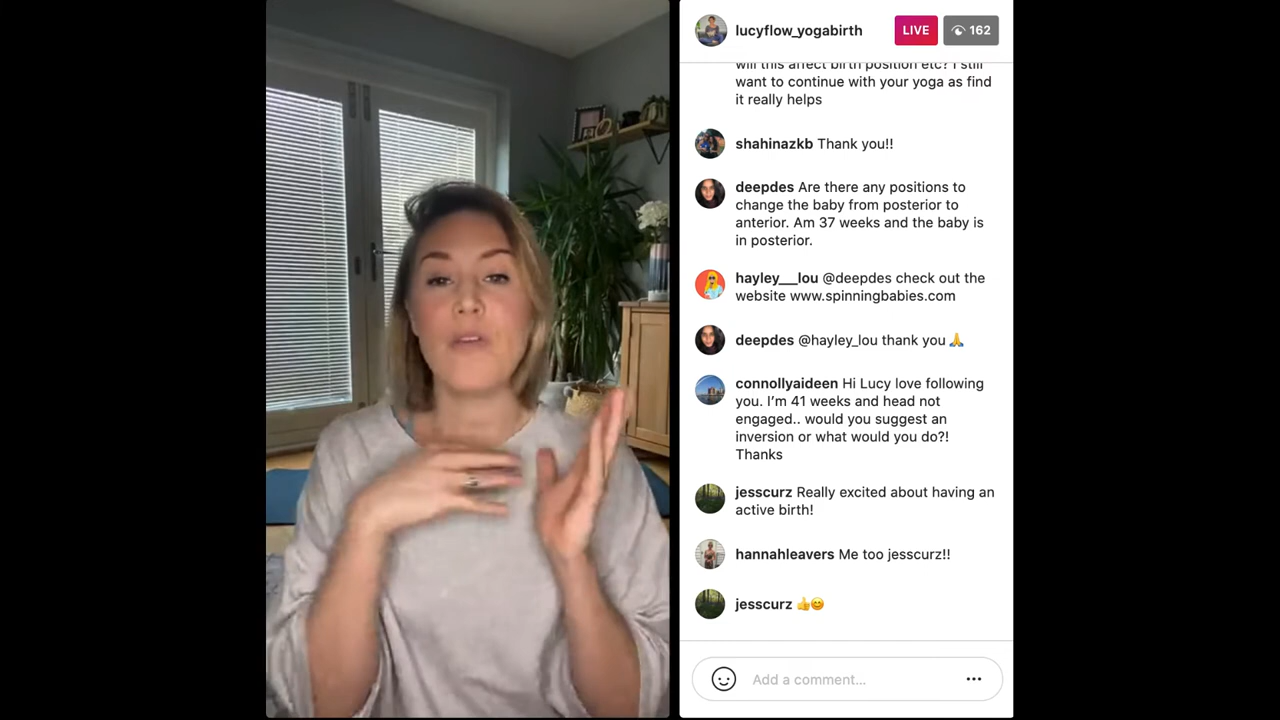 lucyflow_yogabirth LIVE 162
will this affect birth position etc? I still
want to continue with your yoga as find
it really helps
shahinazkb Thank you!!
deepdes Are there any positions to
change the baby from posterior to
anterior. Am 37 weeks and the baby is
in posterior.
hayley___lou @deepdes check out the
website www.spinningbabies.com
deepdes @hayley_lou thank you 🙏
connollyaideen Hi Lucy love following
you. I’m 41 weeks and head not
engaged.. would you suggest an
inversion or what would you do?!
Thanks
jesscurz Really excited about having an
active birth!
hannahleavers Me too jesscurz!!
jesscurz 👍😊
Add a comment...